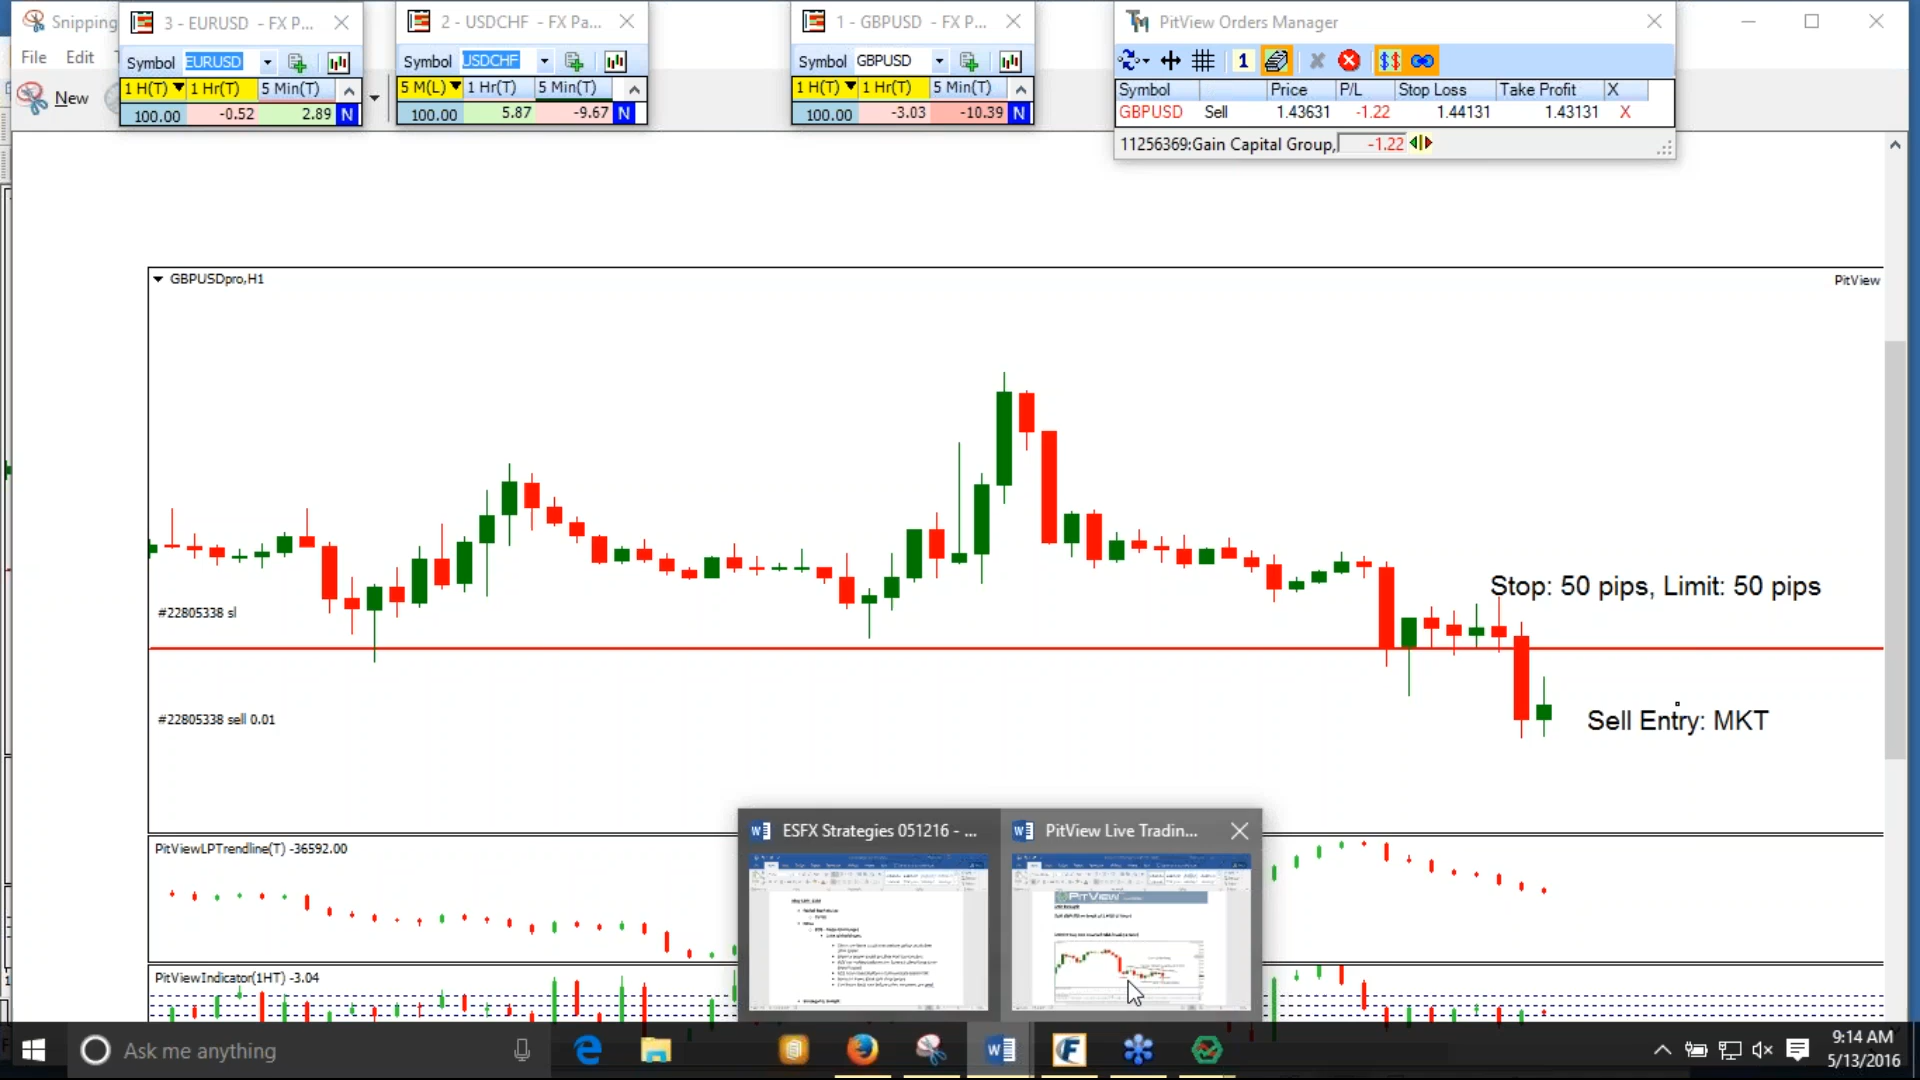 Snipping
File Edit
New
3 - EURUSD - FX P...
Symbol EURUSD
1 H(T) 1 Hr(T) 5 Min(T)
100.00 -0.52 2.89 N
2 - USDCHF - FX Pa...
Symbol USDCHF
5 M(L) 1 Hr(T) 5 Min(T)
100.00 5.87 -9.67 N
1 - GBPUSD - FX P...
Symbol GBPUSD
1 H(T) 1 Hr(T) 5 Min(T)
100.00 -3.03 -10.39 N
PitView Orders Manager
1 $$
Symbol Price P/L Stop Loss Take Profit X
GBPUSD Sell 1.43631 -1.22 1.44131 1.43131 X
11256369:Gain Capital Group, -1.22
GBPUSDpro,H1 PitView
Stop: 50 pips, Limit: 50 pips
#22805338 sl
#22805338 sell 0.01
Sell Entry: MKT
ESFX Strategies 051216 - ...
PitView Live Tradin...
PITVIEW
PitViewLPTrendline(T) -36592.00
PitViewIndicator(1HT) -3.04
Ask me anything
9:14 AM
5/13/2016